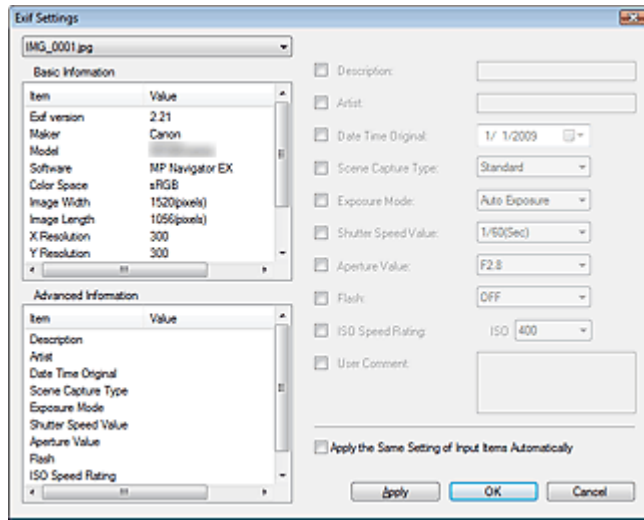 Exif Settings
IMG_0001.jpg
Basic Information
Item Value
Exif version 2.21
Maker Canon
Model
Software MP Navigator EX
Color Space sRGB
Image Width 1520(pixels)
Image Length 1056(pixels)
X Resolution 300
Y Resolution 300
Advanced Information
Item Value
Description
Artist
Date Time Original
Scene Capture Type
Exposure Mode
Shutter Speed Value
Aperture Value
Flash
ISO Speed Rating
Description:
Artist:
Date Time Original: 1/ 1/2009
Scene Capture Type: Standard
Exposure Mode: Auto Exposure
Shutter Speed Value: 1/60(Sec)
Aperture Value: F2.8
Flash: OFF
ISO Speed Rating: ISO 400
User Comment:
Apply the Same Setting of Input Items Automatically
Apply OK Cancel